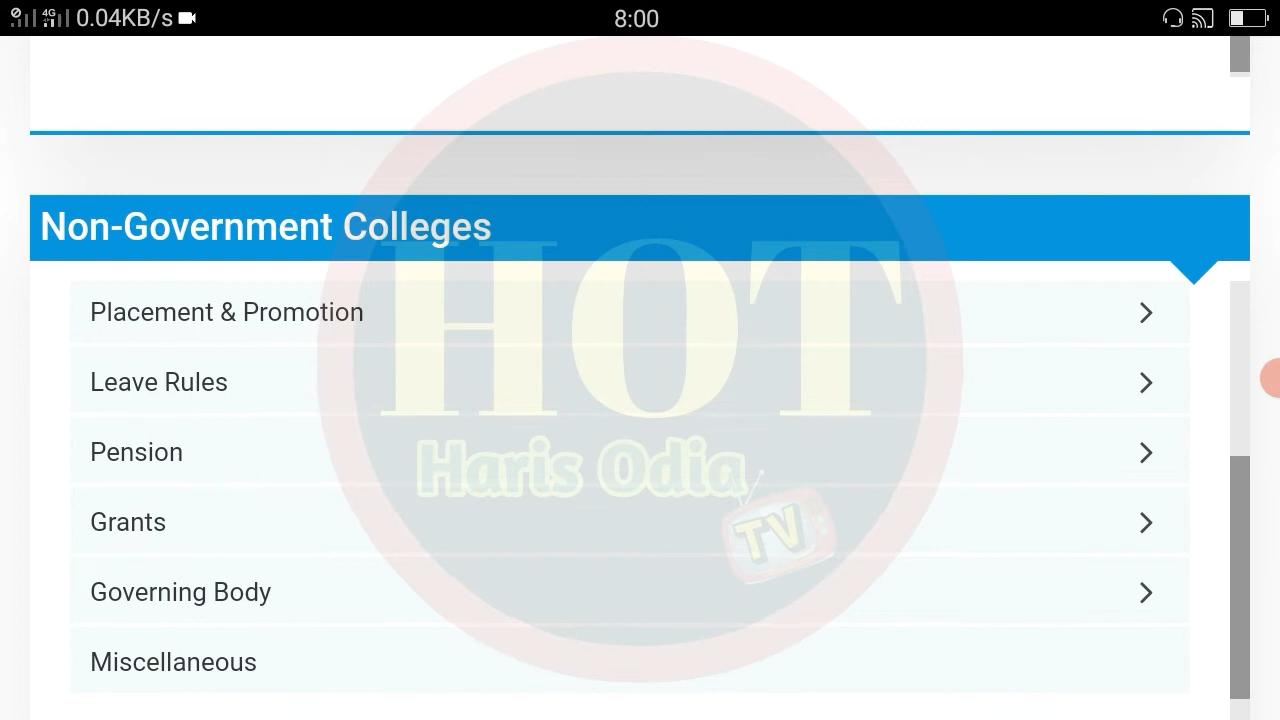 4G 0.04KB/s 8:00
Non-Government Colleges
HOT
Placement & Promotion
Leave Rules
Pension
Haris Odia
Grants
TV
Governing Body
Miscellaneous